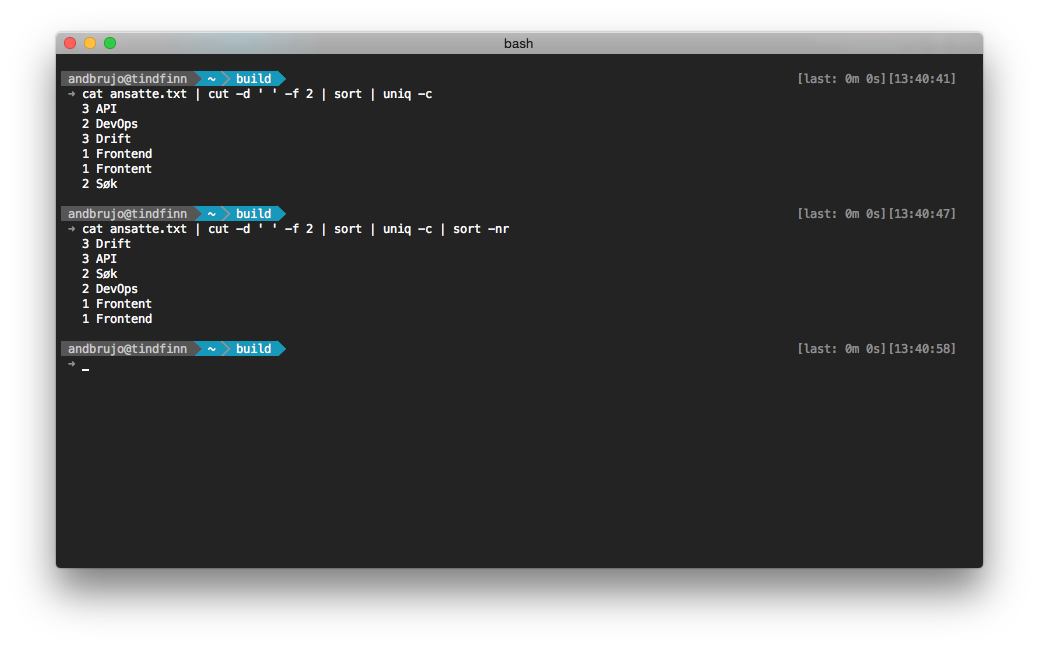 bash
andbrujo@tindfinn ~ build [last: 0m 0s][13:40:41]
→ cat ansatte.txt | cut -d ' ' -f 2 | sort | uniq -c
3 API
2 DevOps
3 Drift
1 Frontend
1 Frontent
2 Søk
andbrujo@tindfinn ~ build [last: 0m 0s][13:40:47]
→ cat ansatte.txt | cut -d ' ' -f 2 | sort | uniq -c | sort -nr
3 Drift
3 API
2 Søk
2 DevOps
1 Frontent
1 Frontend
andbrujo@tindfinn ~ build [last: 0m 0s][13:40:58]
→ _